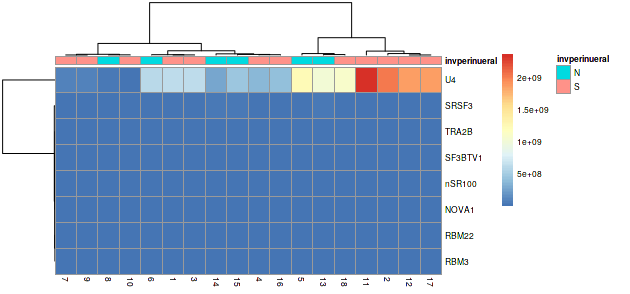 invperinueral
U4
SRSF3
TRA2B
SF3BTV1
nSR100
NOVA1
RBM22
RBM3
7 9 8 10 6 1 3 14 15 4 16 5 13 18 11 2 12 17
2e+09
1.5e+09
1e+09
5e+08
invperinueral
N
S